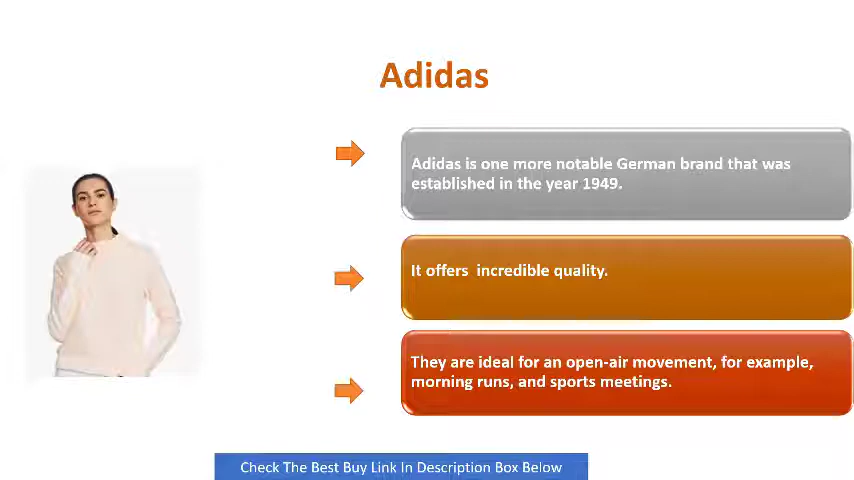 Adidas
Adidas is one more notable German brand that was
established in the year 1949.
It offers  incredible quality.
They are ideal for an open-air movement, for example,
morning runs, and sports meetings.
Check The Best Buy Link In Description Box Below